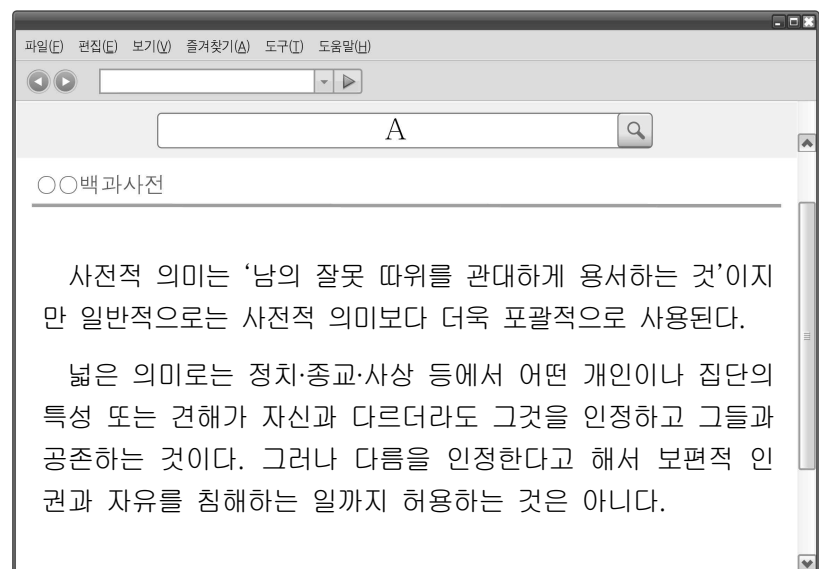 파일(F) 편집(E) 보기(V) 즐겨찾기(A) 도구(T) 도움말(H)
A
○○백과사전
사전적 의미는 ‘남의 잘못 따위를 관대하게 용서하는 것’이지
만 일반적으로는 사전적 의미보다 더욱 포괄적으로 사용된다.
넓은 의미로는 정치·종교·사상 등에서 어떤 개인이나 집단의
특성 또는 견해가 자신과 다르더라도 그것을 인정하고 그들과
공존하는 것이다. 그러나 다름을 인정한다고 해서 보편적 인
권과 자유를 침해하는 일까지 허용하는 것은 아니다.